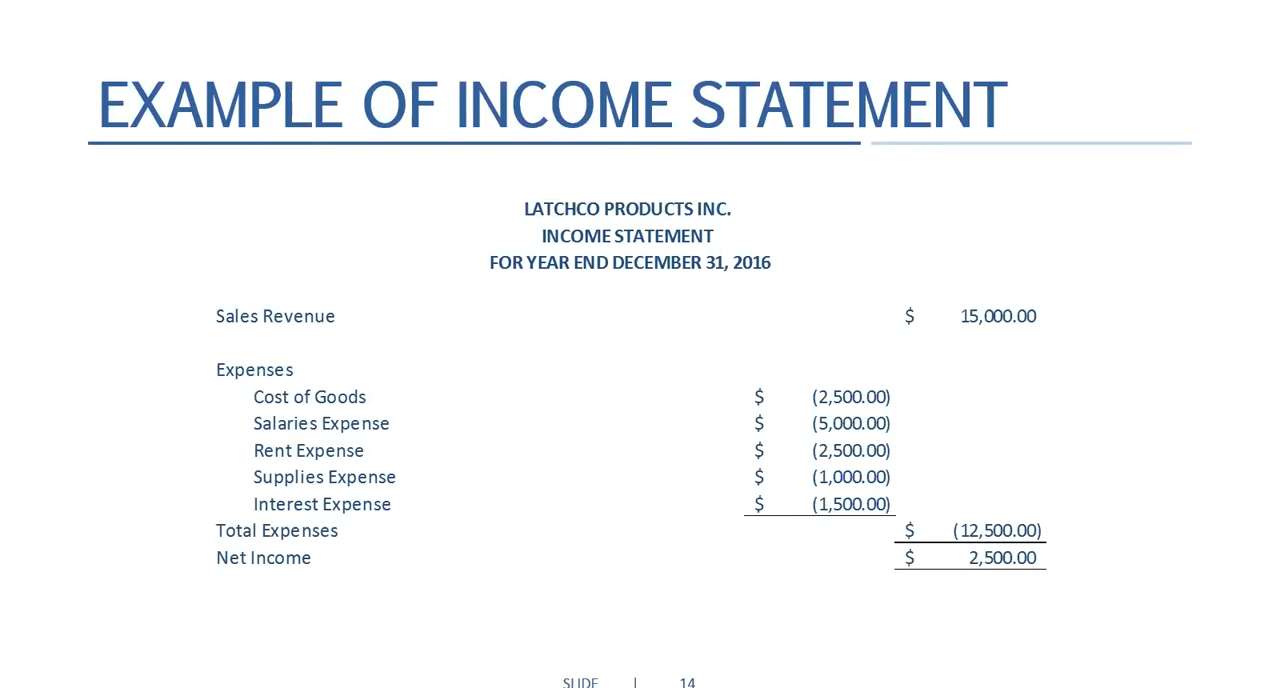 EXAMPLE OF INCOME STATEMENT
LATCHCO PRODUCTS INC.
INCOME STATEMENT
FOR YEAR END DECEMBER 31, 2016
Sales Revenue $ 15,000.00
Expenses
Cost of Goods $ (2,500.00)
Salaries Expense $ (5,000.00)
Rent Expense $ (2,500.00)
Supplies Expense $ (1,000.00)
Interest Expense $ (1,500.00)
Total Expenses $ (12,500.00)
Net Income $ 2,500.00
SLIDE | 14